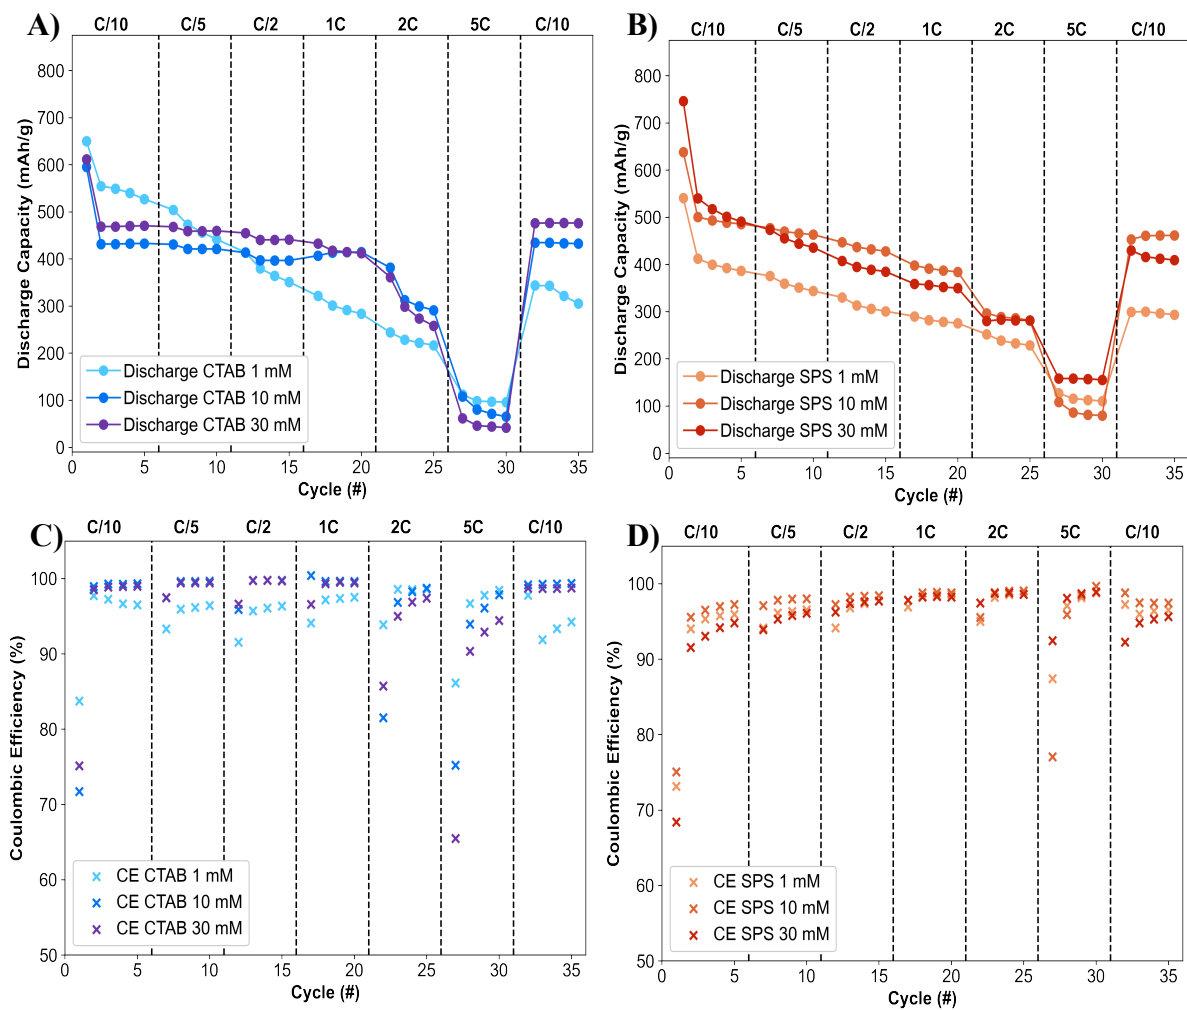 A)
C/10 C/5 C/2 1C 2C 5C C/10
Discharge Capacity (mAh/g)
800
700
600
500
400
300
200
100
0
Discharge CTAB 1 mM
Discharge CTAB 10 mM
Discharge CTAB 30 mM
0 5 10 15 20 25 30 35
Cycle (#)
B)
C/10 C/5 C/2 1C 2C 5C C/10
Discharge Capacity (mAh/g)
800
700
600
500
400
300
200
100
0
Discharge SPS 1 mM
Discharge SPS 10 mM
Discharge SPS 30 mM
0 5 10 15 20 25 30 35
Cycle (#)
C)
C/10 C/5 C/2 1C 2C 5C C/10
Coulombic Efficiency (%)
100
90
80
70
60
50
CE CTAB 1 mM
CE CTAB 10 mM
CE CTAB 30 mM
0 5 10 15 20 25 30 35
Cycle (#)
D)
C/10 C/5 C/2 1C 2C 5C C/10
Coulombic Efficiency (%)
100
90
80
70
60
50
CE SPS 1 mM
CE SPS 10 mM
CE SPS 30 mM
0 5 10 15 20 25 30 35
Cycle (#)